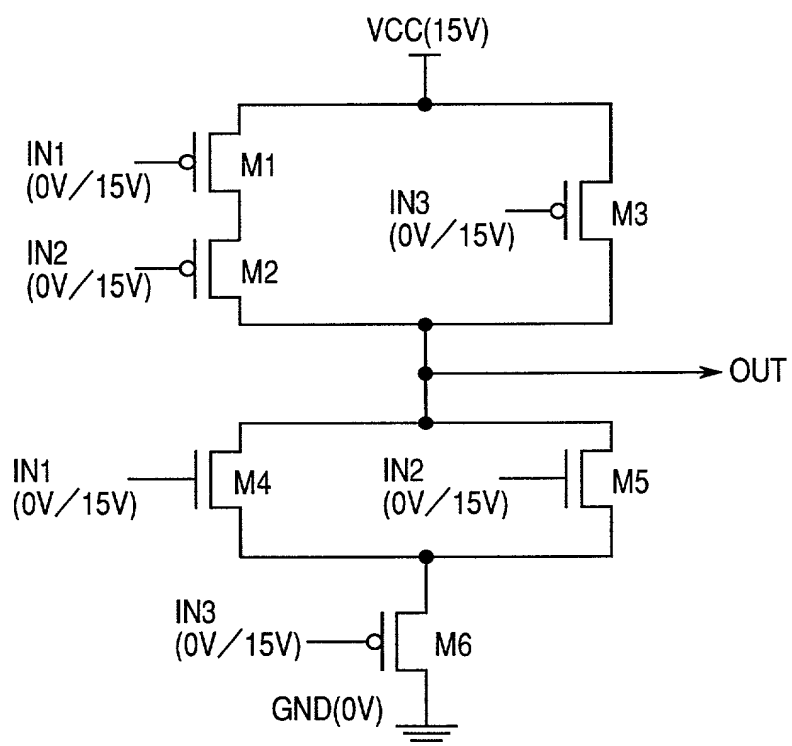 VCC(15V)
IN1
(0V/15V)
M1
IN3
(0V/15V)
M3
IN2
(0V/15V)
M2
OUT
IN1
(0V/15V)
M4
IN2
(0V/15V)
M5
IN3
(0V/15V)
M6
GND(0V)